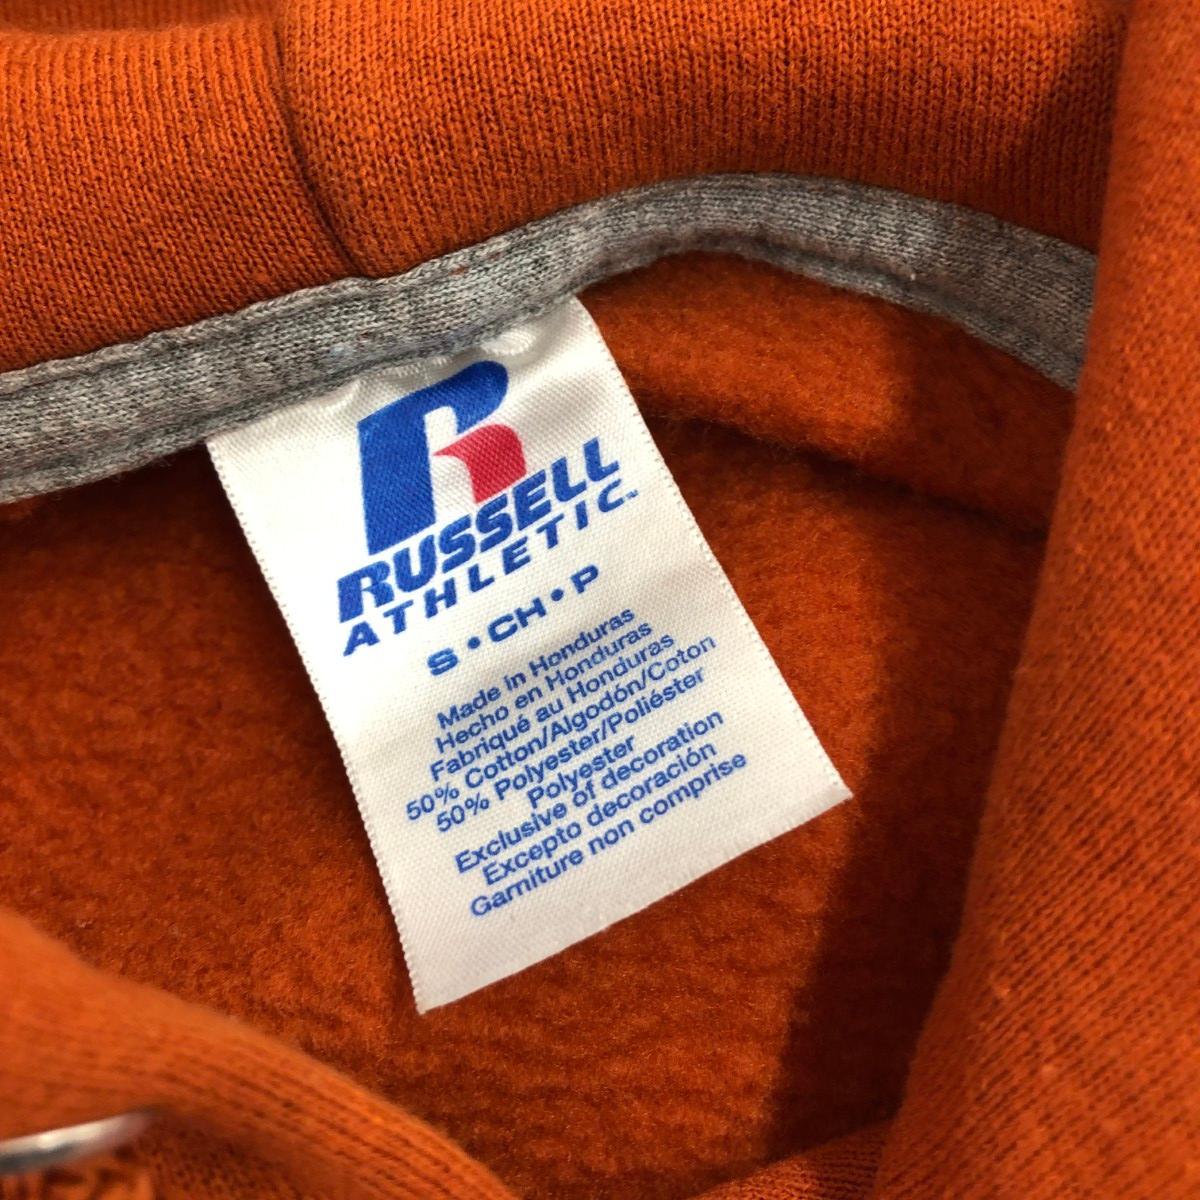 R
RUSSELL
ATHLETIC™
S • CH • P
Made in Honduras
Hecho en Honduras
Fabriqué au Honduras
50% Cotton/Algodón/Coton
50% Polyester/Poliéster
Polyester
Exclusive of decoration
Excepto decoración
Garniture non comprise